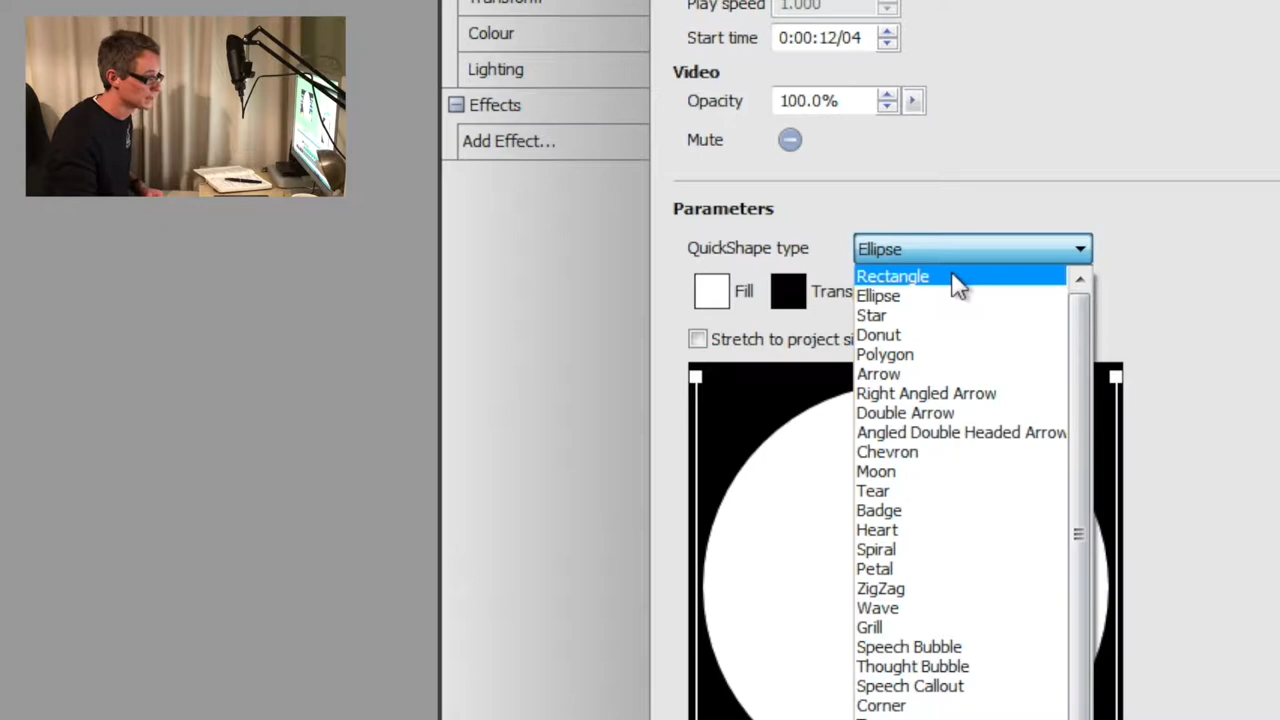 Transform...
Play speed 1.000
Colour
Start time 0:00:12/04
Lighting
Video
Effects
Opacity 100.0%
Add Effect...
Mute
Parameters
QuickShape type Ellipse
Rectangle
Fill Trans
Ellipse
Star
Stretch to project si
Donut
Polygon
Arrow
Right Angled Arrow
Double Arrow
Angled Double Headed Arrow
Chevron
Moon
Tear
Badge
Heart
Spiral
Petal
ZigZag
Wave
Grill
Speech Bubble
Thought Bubble
Speech Callout
Corner